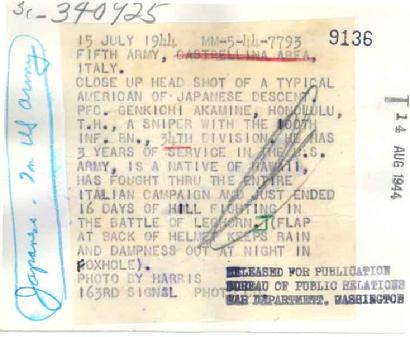 Sc-340925
15 JULY 1944 MM-5-44-7793 9136
FIFTH ARMY, CASTELLINA AREA,
ITALY.
CLOSE UP HEAD SHOT OF A TYPICAL
AMERICAN OF JAPANESE DESCENT,
PFC. GENKICHI AKAMINE, HONOLULU,
T.H., A SNIPER WITH THE 100TH
INF. BN., 34TH DIVISION. HE HAS
3 YEARS OF SERVICE IN THE U.S.
ARMY, IS A NATIVE OF HAWAII,
HAS FOUGHT THRU THE ENTIRE
ITALIAN CAMPAIGN AND JUST ENDED
16 DAYS OF HILL FIGHTING IN
THE BATTLE OF LEGHORN. (FLAP
AT BACK OF HELMET KEEPS RAIN
AND DAMPNESS OUT AT NIGHT IN
FOXHOLE).
PHOTO BY HARRIS
163RD SIGNAL PHOTO
RELEASED FOR PUBLICATION
BUREAU OF PUBLIC RELATIONS
WAR DEPARTMENT, WASHINGTON
14 AUG 1944
Japanese - In US Army